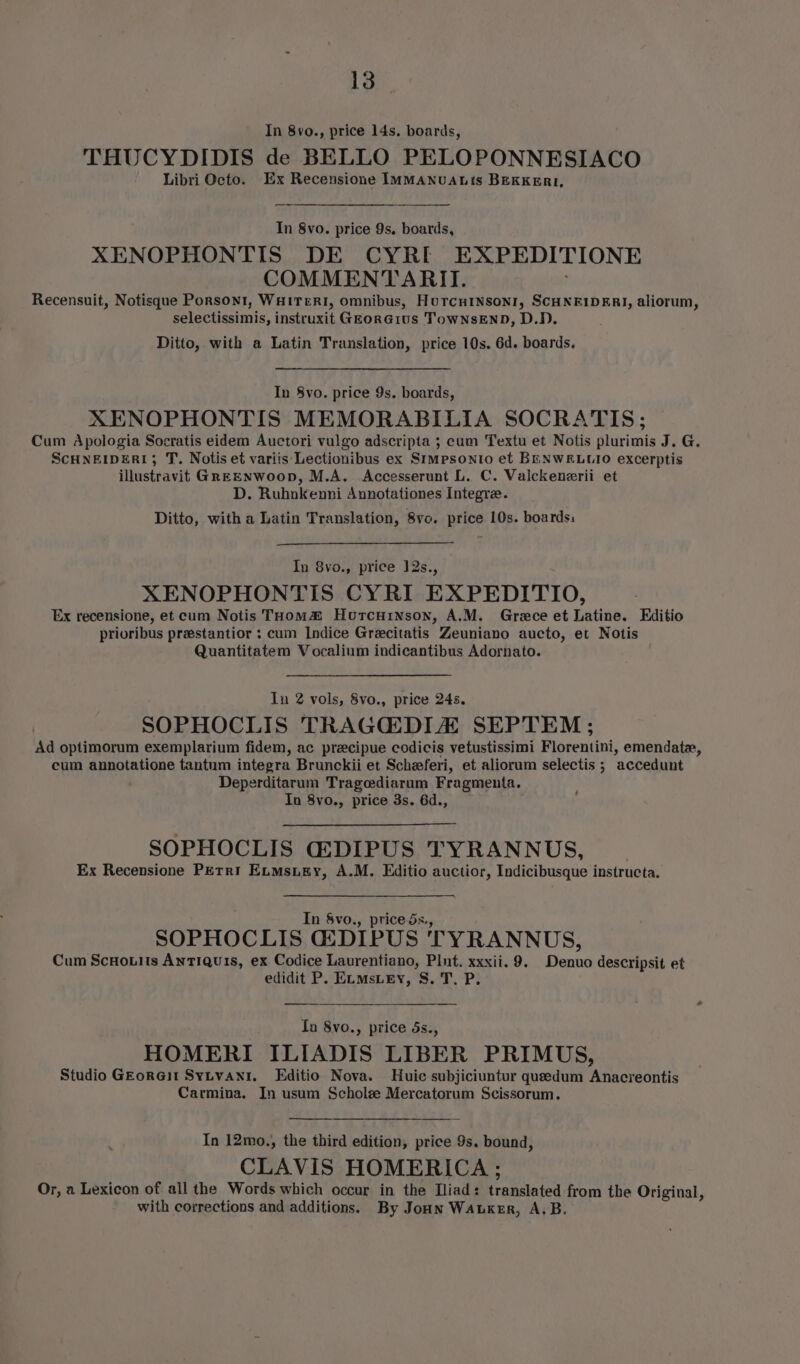 13
In 8vo., price 14s. boards,
THUCYDIDIS de BELLO PELOPONNESIACO
Libri Octo. Ex Recensione IMMANUALIS BEKKERI.
In 8vo. price 9s. boards,
XENOPHONTIS DE CYRI EXPEDITIONE
COMMENTARII.
Recensuit, Notisque PORSONI, WHITERI, omnibus, HUTCHINSONI, SCHNEIDERI, aliorum,
selectissimis, instruxit GEORGIUS TOWNSEND, D.D.
Ditto, with a Latin Translation, price 10s. 6d. boards.
In 8vo. price 9s. boards,
XENOPHONTIS MEMORABILIA SOCRATIS;
Cum Apologia Socratis eidem Auctori vulgo adscripta; cum Textu et Notis plurimis J. G.
SCHNEIDERI; T. Notis et variis Lectionibus ex SIMPSONIO et BENWELLIO excerptis
illustravit GREENWOOD, M.A. Accesserunt L. C. Valckenærii et
D. Ruhnkenni Annotationes Integræ.
Ditto, with a Latin Translation, 8vo. price 10s. boards.
In 8vo., price 12s.,
XENOPHONTIS CYRI EXPEDITIO,
Ex recensione, et cum Notis THOMÆ HUTCHINSON, A.M. Græce et Latine. Editio
prioribus præstantior: cum Indice Græcitatis Zeuniano aucto, et Notis
Quantitatem Vocalium indicantibus Adornato.
In 2 vols, 8vo., price 24s.
SOPHOCLIS TRAGŒDIÆ SEPTEM;
Ad optimorum exemplarium fidem, ac præcipue codicis vetustissimi Florentini, emendatæ,
cum annotatione tantum integra Brunckii et Schæferi, et aliorum selectis; accedunt
Deperditarum Tragœdiarum Fragmenta.
In 8vo., price 3s. 6d.,
SOPHOCLIS ŒDIPUS TYRANNUS,
Ex Recensione PETRI ELMSLEY, A.M. Editio auctior, Indicibusque instructa.
In 8vo., price 5s.,
SOPHOCLIS ŒDIPUS TYRANNUS,
Cum SCHOLIIS ANTIQUIS, ex Codice Laurentiano, Plut. xxxii. 9. Denuo descripsit et
edidit P. ELMSLEY, S. T. P.
In 8vo., price 5s.,
HOMERI ILIADIS LIBER PRIMUS,
Studio GEORGII SYLVANI. Editio Nova. Huic subjiciuntur quædum Anacreontis
Carmina. In usum Scholæ Mercatorum Scissorum.
In 12mo., the third edition, price 9s. bound,
CLAVIS HOMERICA;
Or, a Lexicon of all the Words which occur in the Iliad: translated from the Original,
with corrections and additions. By JOHN WALKER, A.B.